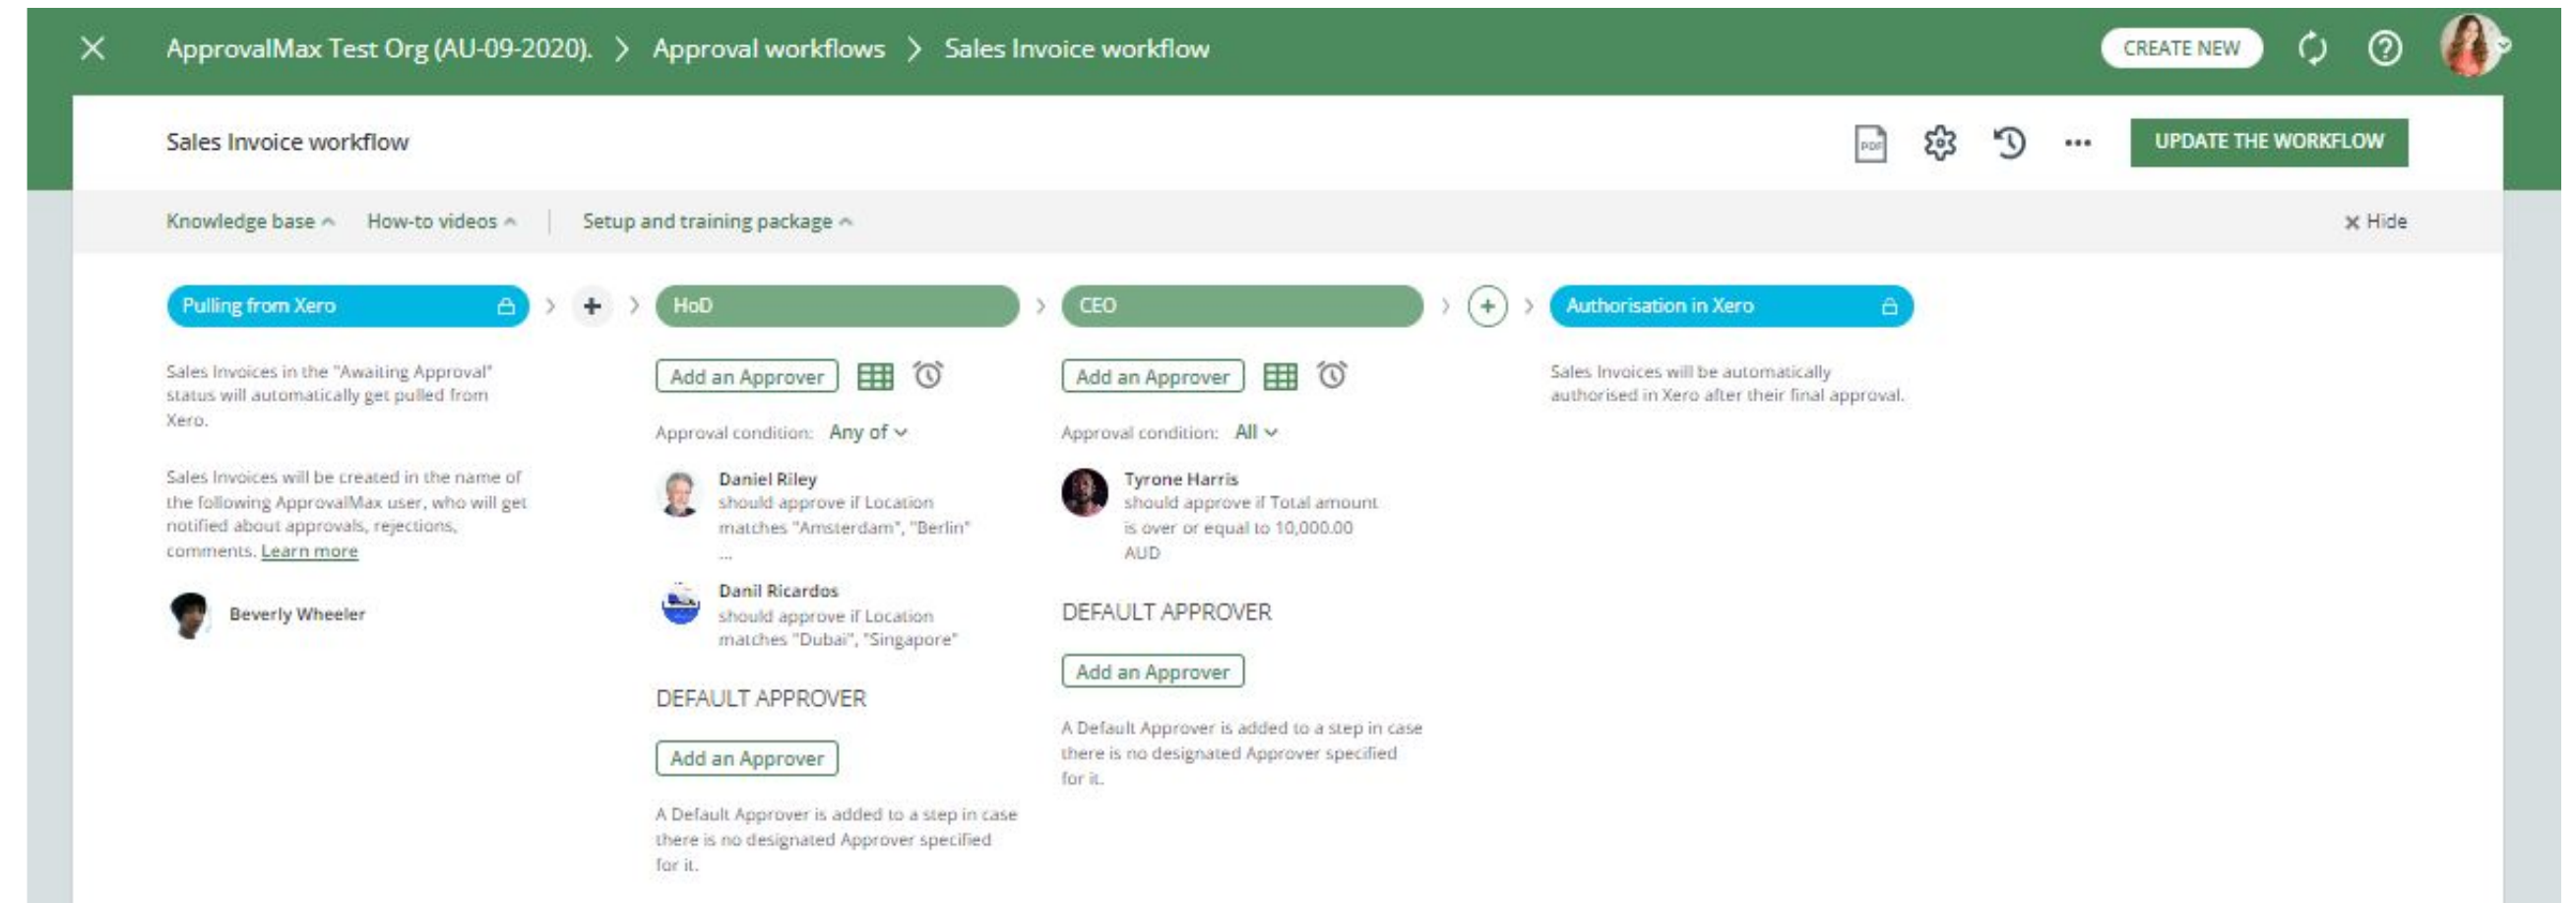 ApprovalMax Test Org (AU-09-2020). > Approval workflows > Sales Invoice workflow
CREATE NEW
Sales Invoice workflow
PDF
UPDATE THE WORKFLOW
Knowledge base
How-to videos
Setup and training package
Hide
Pulling from Xero
HoD
CEO
Authorisation in Xero
Sales Invoices in the "Awaiting Approval"
status will automatically get pulled from
Xero.
Sales Invoices will be created in the name of
the following ApprovalMax user, who will get
notified about approvals, rejections,
comments. Learn more
Beverly Wheeler
Add an Approver
Approval condition: Any of
Daniel Riley
should approve if Location
matches "Amsterdam", "Berlin"
...
Danil Ricardos
should approve if Location
matches "Dubai", "Singapore"
DEFAULT APPROVER
Add an Approver
A Default Approver is added to a step in case
there is no designated Approver specified
for it.
Add an Approver
Approval condition: All
Tyrone Harris
should approve if Total amount
is over or equal to 10,000.00
AUD
DEFAULT APPROVER
Add an Approver
A Default Approver is added to a step in case
there is no designated Approver specified
for it.
Sales Invoices will be automatically
authorised in Xero after their final approval.